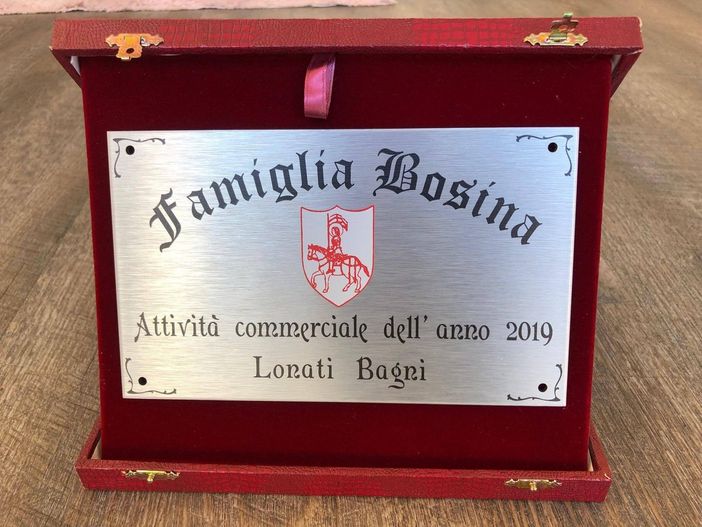 Famiglia Bosina
Attività commerciale dell' anno 2019
Lonati Bagni